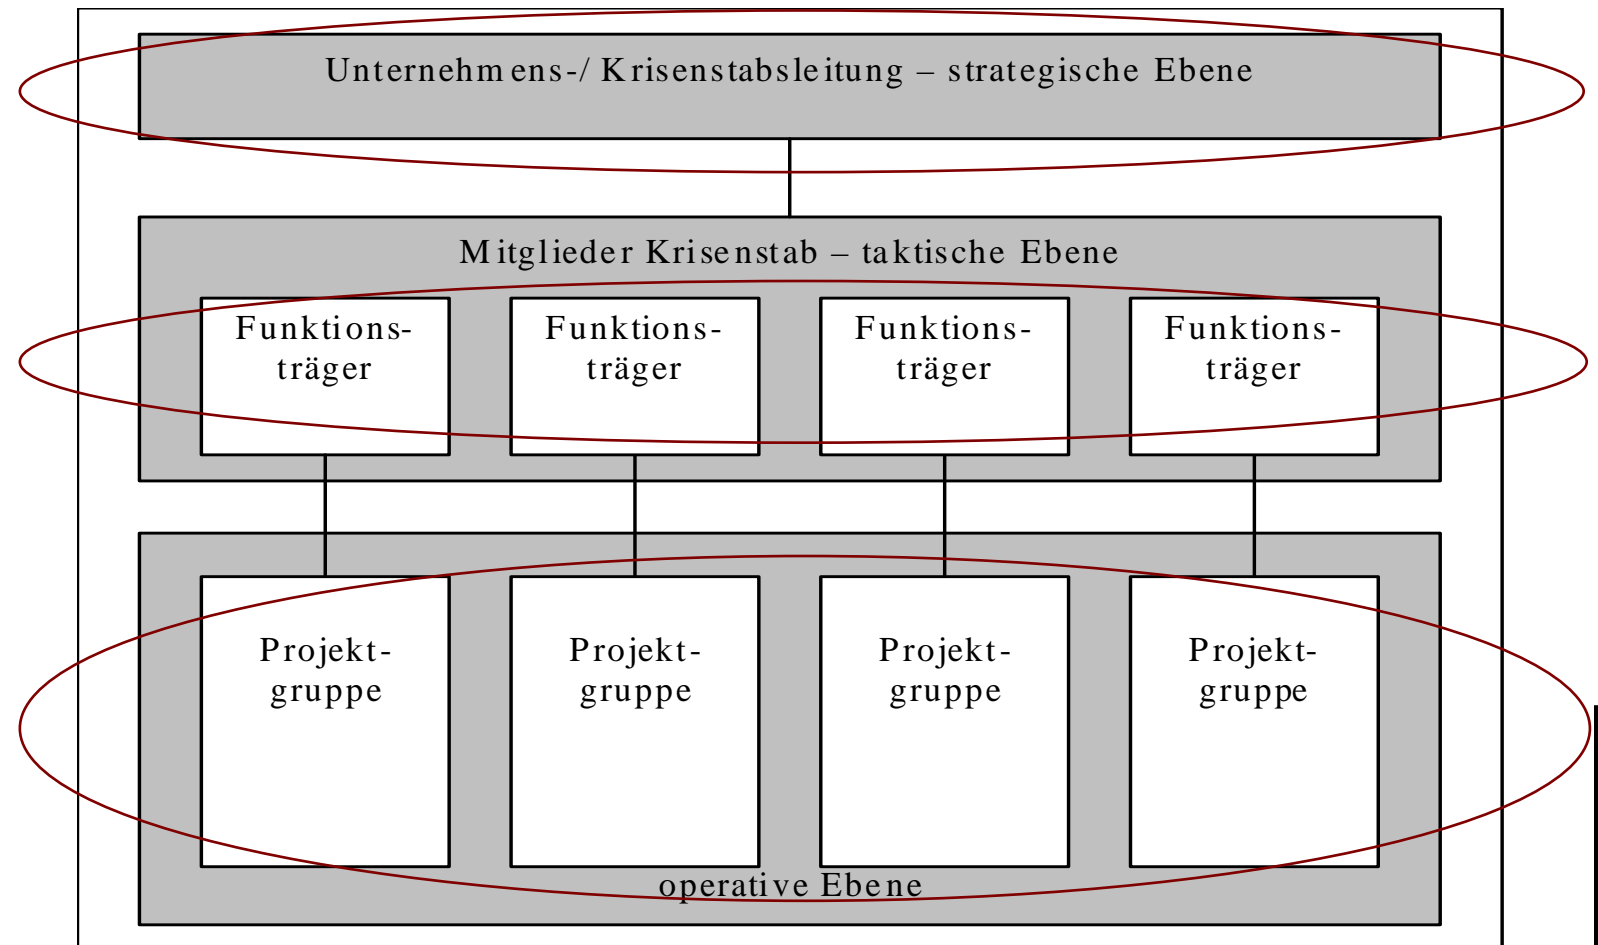 Unternehmens-/ Krisenstabsleitung – strategische Ebene
Mitglieder Krisenstab – taktische Ebene
Funktions-
träger
Funktions-
träger
Funktions-
träger
Funktions-
träger
Projekt-
gruppe
Projekt-
gruppe
Projekt-
gruppe
Projekt-
gruppe
operative Ebene